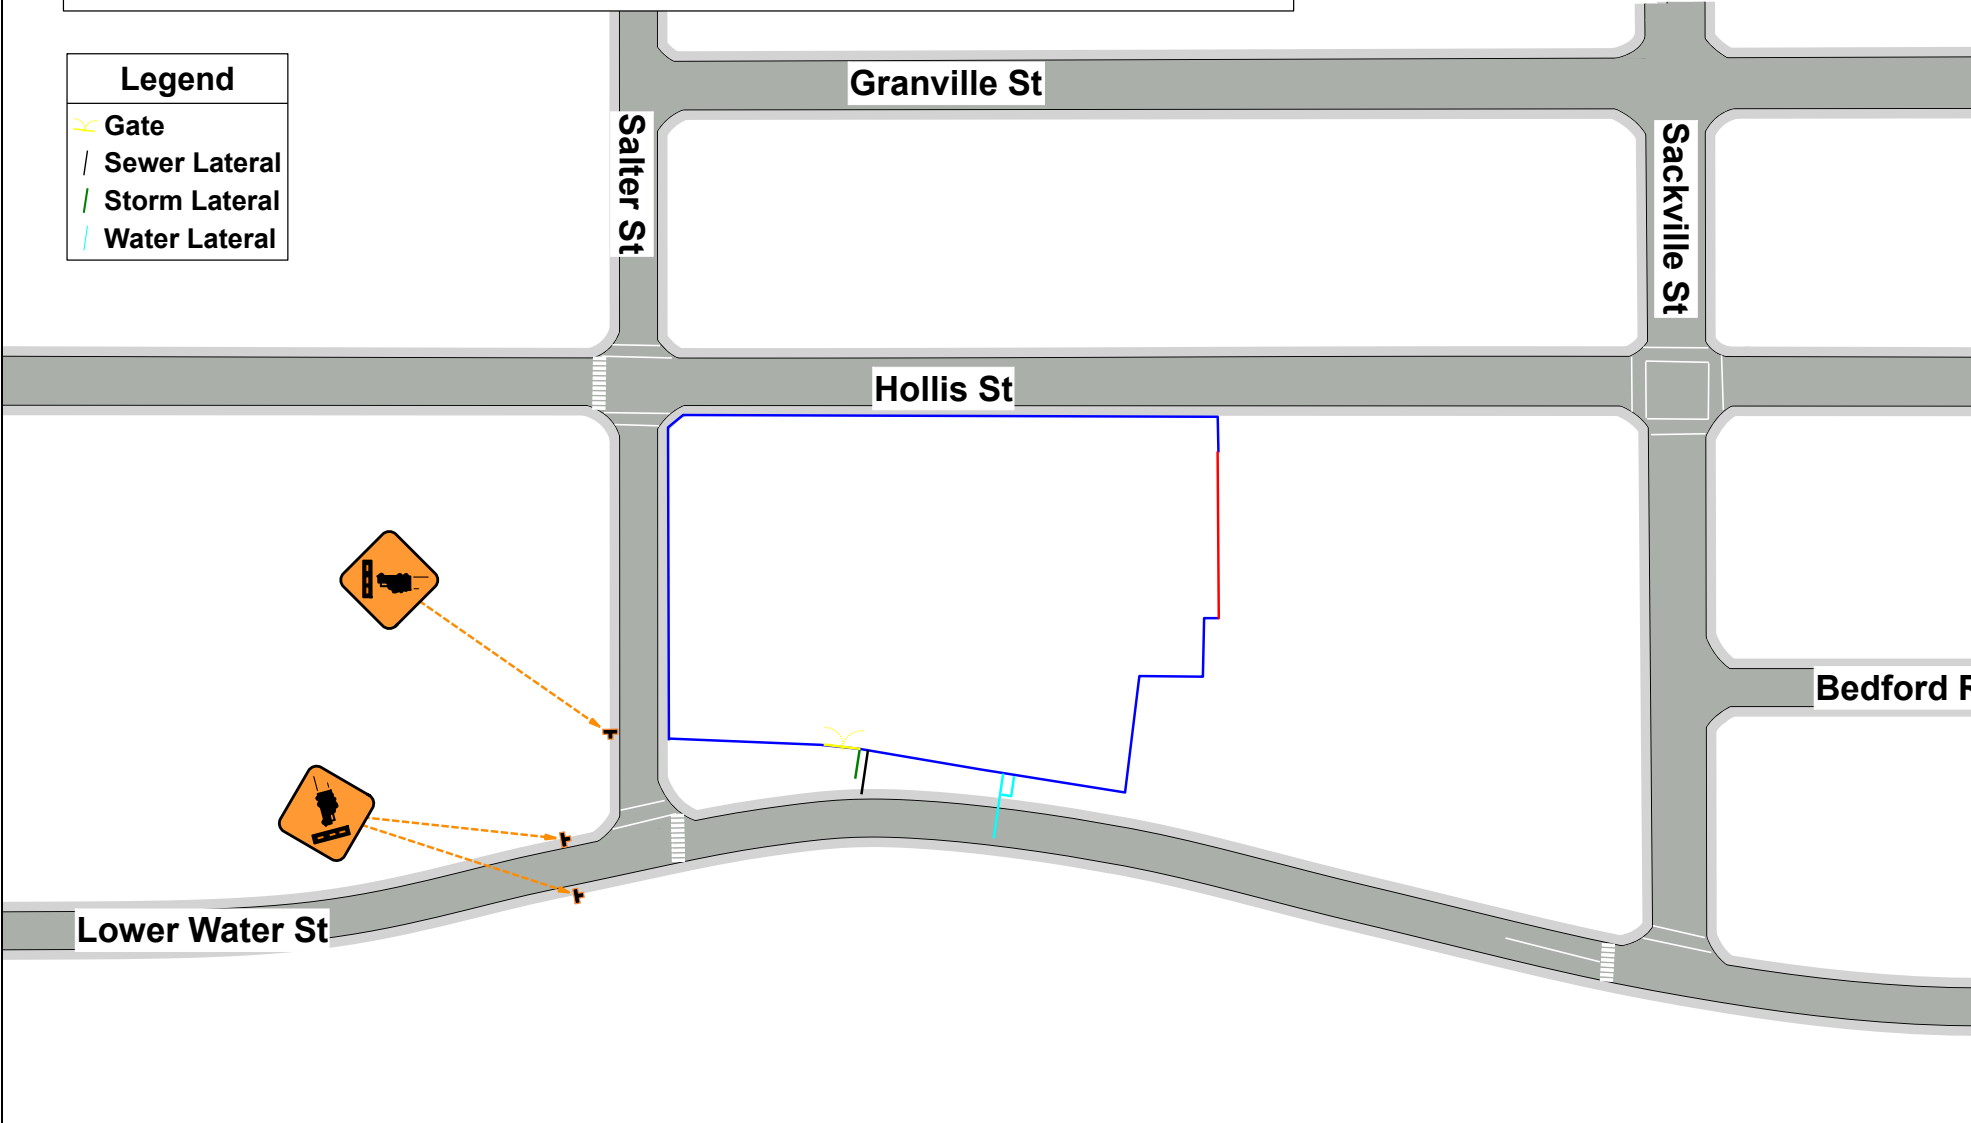 Legend
Gate
Sewer Lateral
Storm Lateral
Water Lateral
Granville St
Salter St
Sackville St
Hollis St
Bedford R
Lower Water St